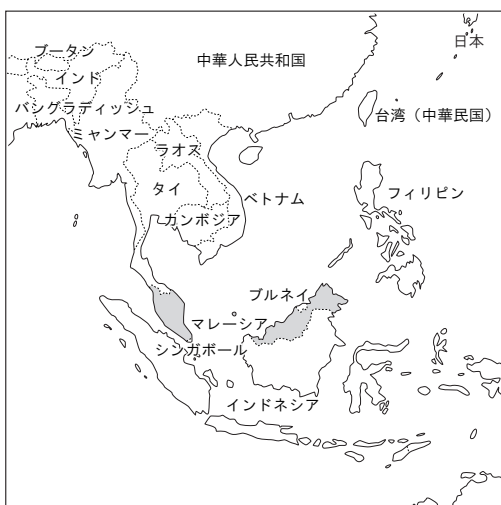 日本
ブータン
中華人民共和国
インド
バングラディッシュ
台湾（中華民国）
ミャンマー
ラオス
タイ
ベトナム
フィリピン
カンボジア
ブルネイ
マレーシア
シンガポール
インドネシア